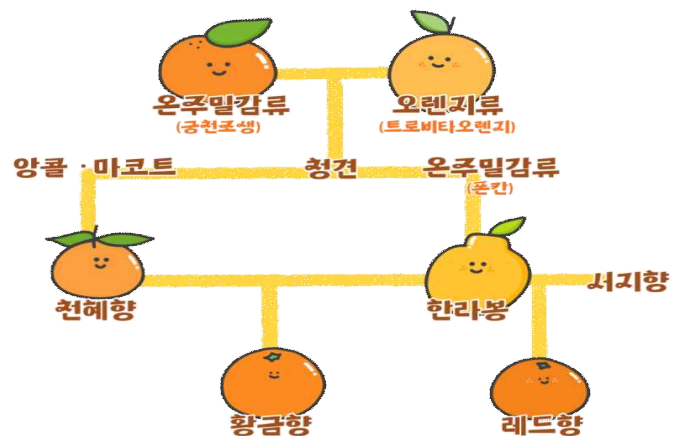 온주밀감류
(궁천조생)
오렌지류
(트로비타오렌지)
앙콜·마코트
청견
온주밀감류
(폰칸)
천혜향
한라봉
서지향
황금향
레드향